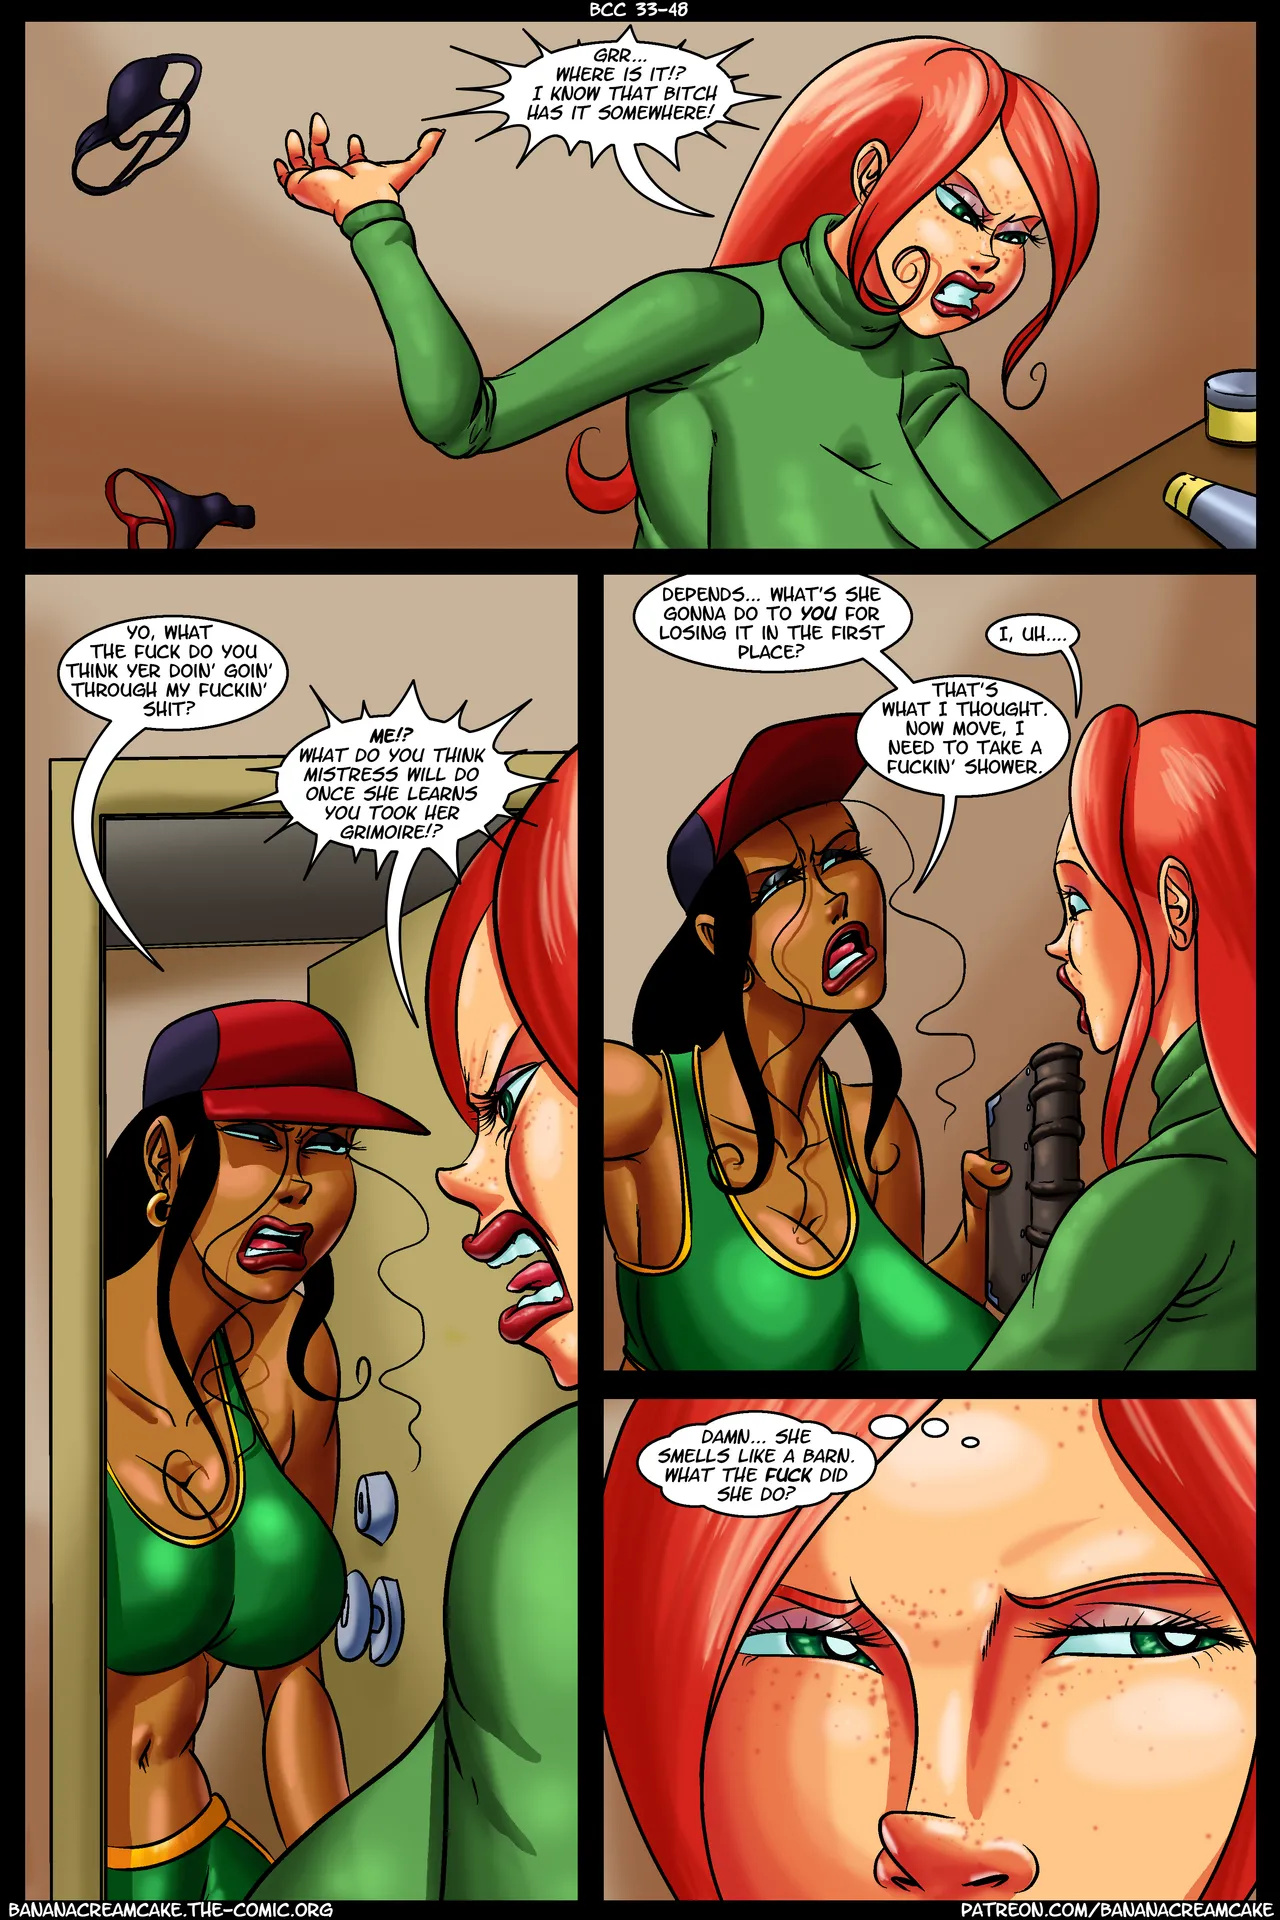 BCC 33-48
GRR...
WHERE IS IT!?
I KNOW THAT BITCH
HAS IT SOMEWHERE!
YO, WHAT
THE FUCK DO YOU
THINK YER DOIN' GOIN'
THROUGH MY FUCKIN'
SHIT?
ME!?
WHAT DO YOU THINK
MISTRESS WILL DO
ONCE SHE LEARNS
YOU TOOK HER
GRIMOIRE!?
DEPENDS... WHAT'S SHE
GONNA DO TO YOU FOR
LOSING IT IN THE FIRST
PLACE?
I, UH....
THAT'S
WHAT I THOUGHT.
NOW MOVE, I
NEED TO TAKE A
FUCKIN' SHOWER.
DAMN... SHE
SMELLS LIKE A BARN.
WHAT THE FUCK DID
SHE DO?
BANANACREAMCAKE.THE-COMIC.ORG
PATREON.COM/BANANACREAMCAKE